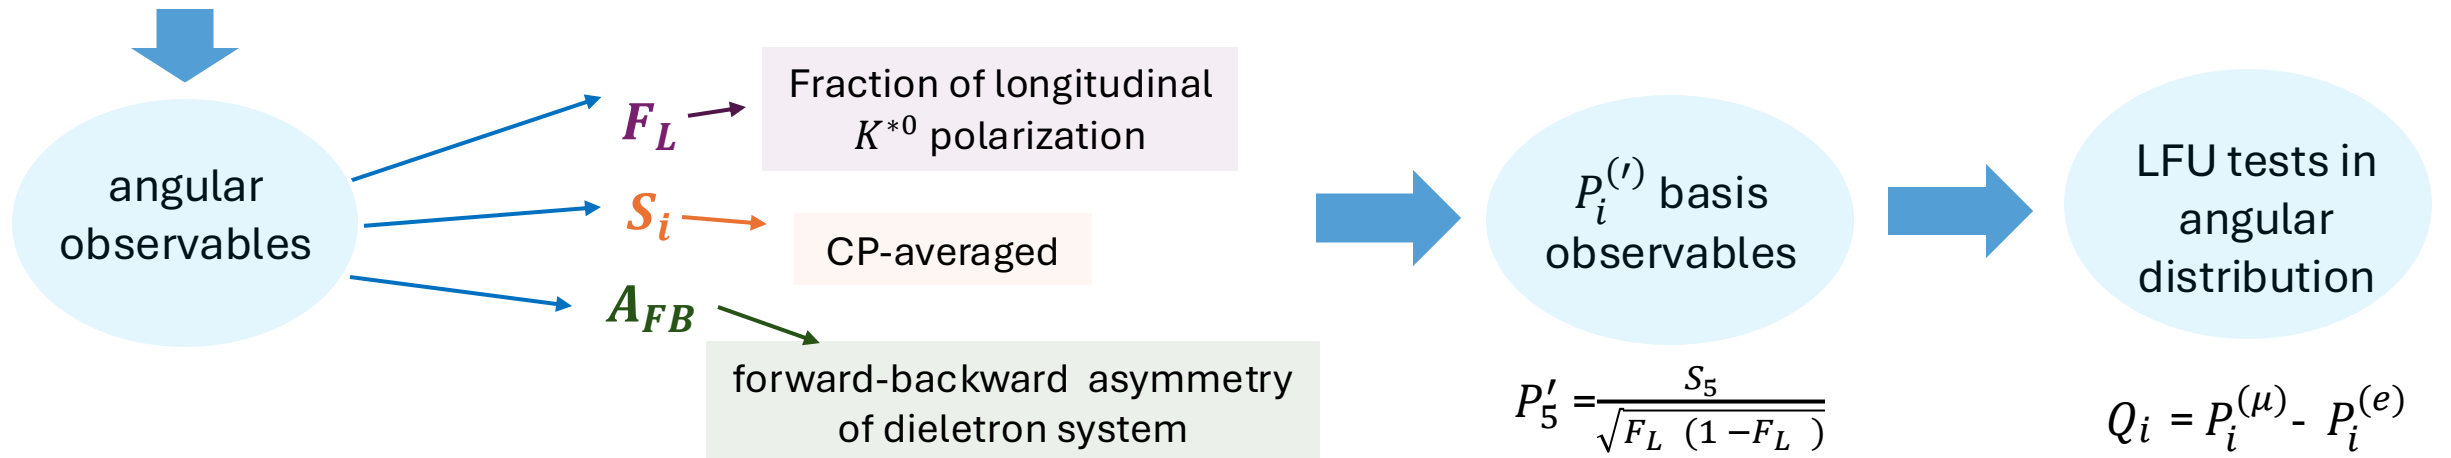 angular
observables
F_L
Fraction of longitudinal
K*0 polarization
S_i
CP-averaged
A_FB
forward-backward asymmetry
of dieletron system
P_i^(′) basis
observables
P′_5 = S_5 / √(F_L (1 − F_L ))
LFU tests in
angular
distribution
Q_i = P_i^(μ) - P_i^(e)